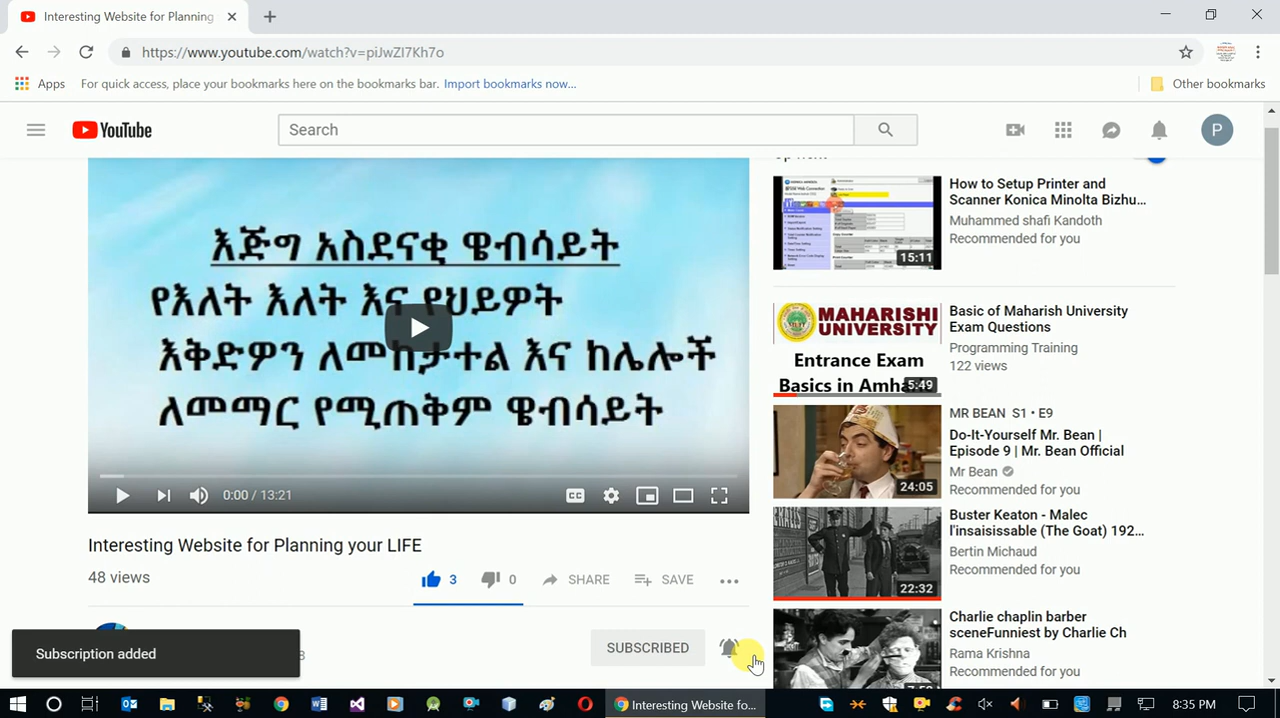 Interesting Website for Planning
https://www.youtube.com/watch?v=piJwZI7Kh7o
Apps For quick access, place your bookmarks here on the bookmarks bar. Import bookmarks now... Other bookmarks
YouTube
Search
P
እጅግ አስደናቂ ዌብሳይት
የእለት እለት እና የህይዎት
እቅድዎን ለመከታተል እና ከሌሎች
ለመማር የሚጠቅም ዌብሳይት
0:00 / 13:21
CC
Interesting Website for Planning your LIFE
48 views
3 0 SHARE SAVE
SUBSCRIBED
Subscription added
Up next
How to Setup Printer and
Scanner Konica Minolta Bizhu...
Muhammed shafi Kandoth
Recommended for you
15:11
MAHARISHI
UNIVERSITY
Entrance Exam
Basics in Amha
5:49
Basic of Maharish University
Exam Questions
Programming Training
122 views
MR BEAN S1 • E9
Do-It-Yourself Mr. Bean |
Episode 9 | Mr. Bean Official
Mr Bean
Recommended for you
24:05
Buster Keaton - Malec
l'insaisissable (The Goat) 192...
Bertin Michaud
Recommended for you
22:32
Charlie chaplin barber
sceneFunniest by Charlie Ch
Rama Krishna
Recommended for you
Interesting Website fo...
8:35 PM